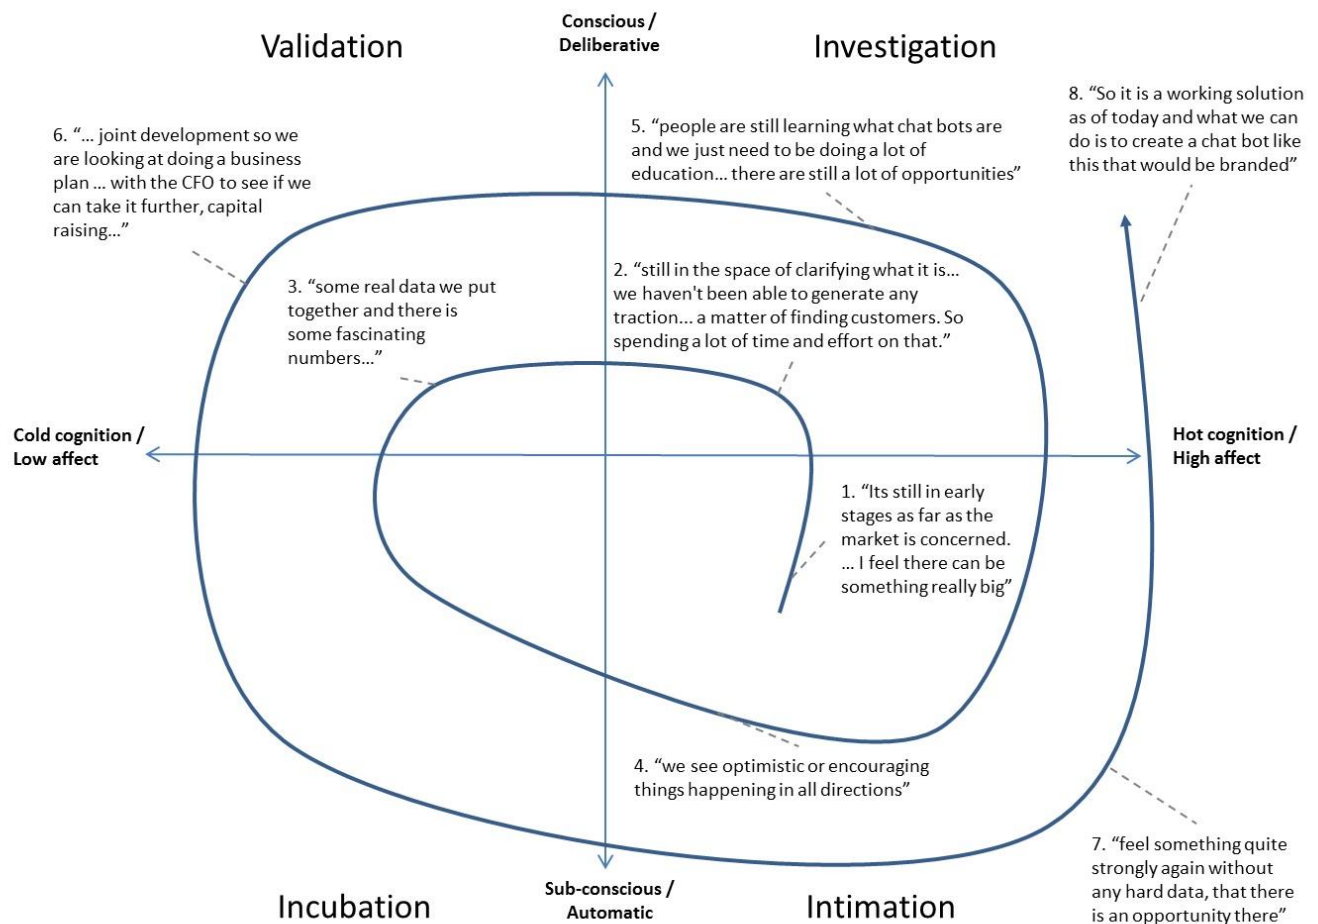 Validation
Conscious /
Deliberative
Investigation
8. “So it is a working solution
as of today and what we can
do is to create a chat bot like
this that would be branded”
6. “... joint development so we
are looking at doing a business
plan ... with the CFO to see if we
can take it further, capital
raising...”
5. “people are still learning what chat bots are
and we just need to be doing a lot of
education... there are still a lot of opportunities”
3. “some real data we put
together and there is
some fascinating
numbers...”
2. “still in the space of clarifying what it is...
we haven't been able to generate any
traction... a matter of finding customers. So
spending a lot of time and effort on that.”
Cold cognition /
Low affect
Hot cognition /
High affect
1. “Its still in early
stages as far as the
market is concerned.
... I feel there can be
something really big”
4. “we see optimistic or encouraging
things happening in all directions”
7. “feel something quite
strongly again without
any hard data, that there
is an opportunity there”
Incubation
Sub-conscious /
Automatic
Intimation